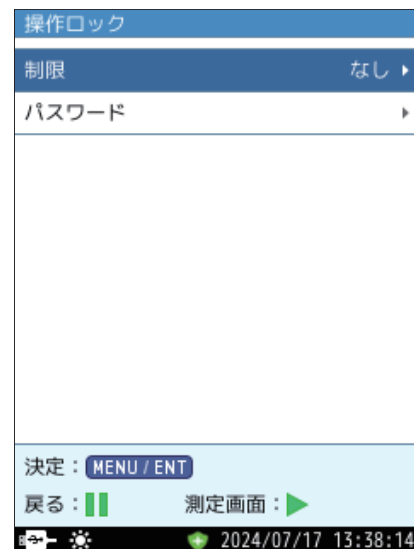 操作ロック
制限 なし
パスワード
決定：MENU / ENT
戻る： 測定画面：
2024/07/17 13:38:14